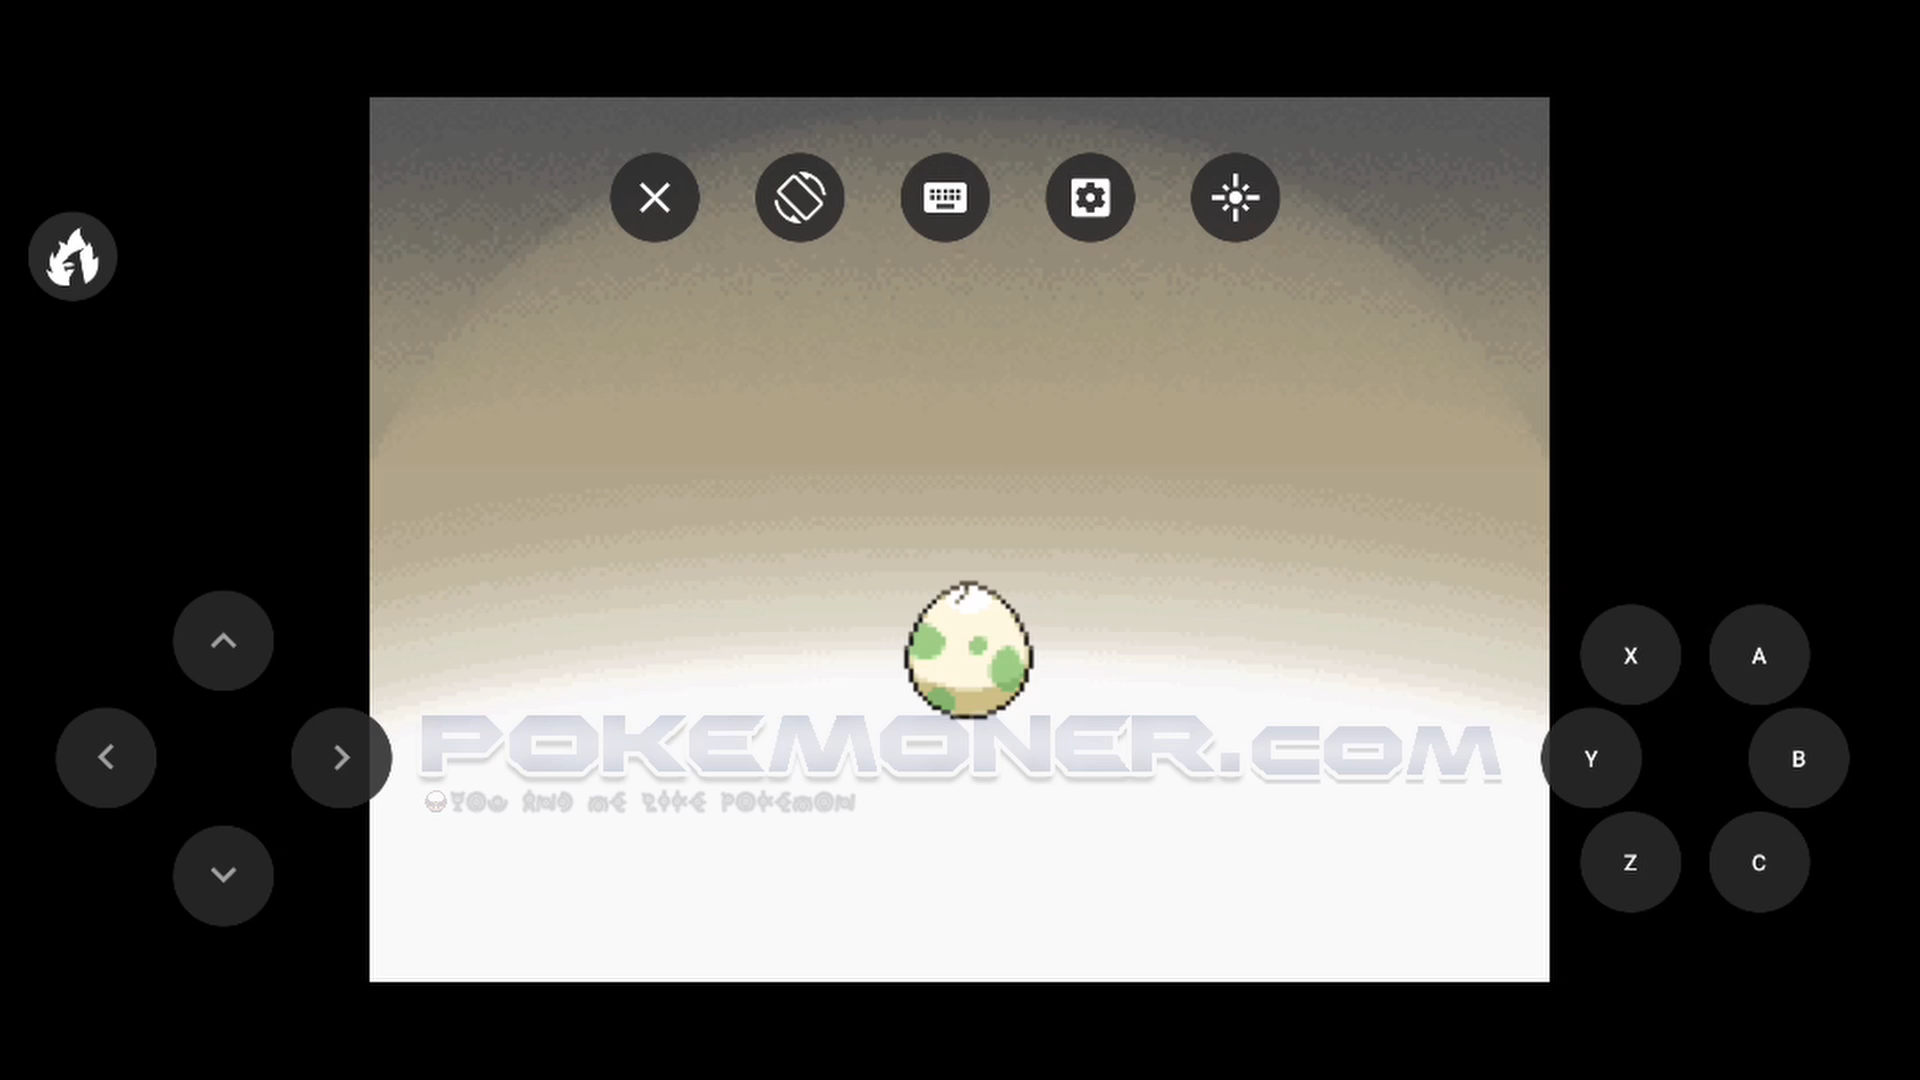 X A
POKEMONER.COM
Y B
YOU AND ME LIKE POKEMON
Z C